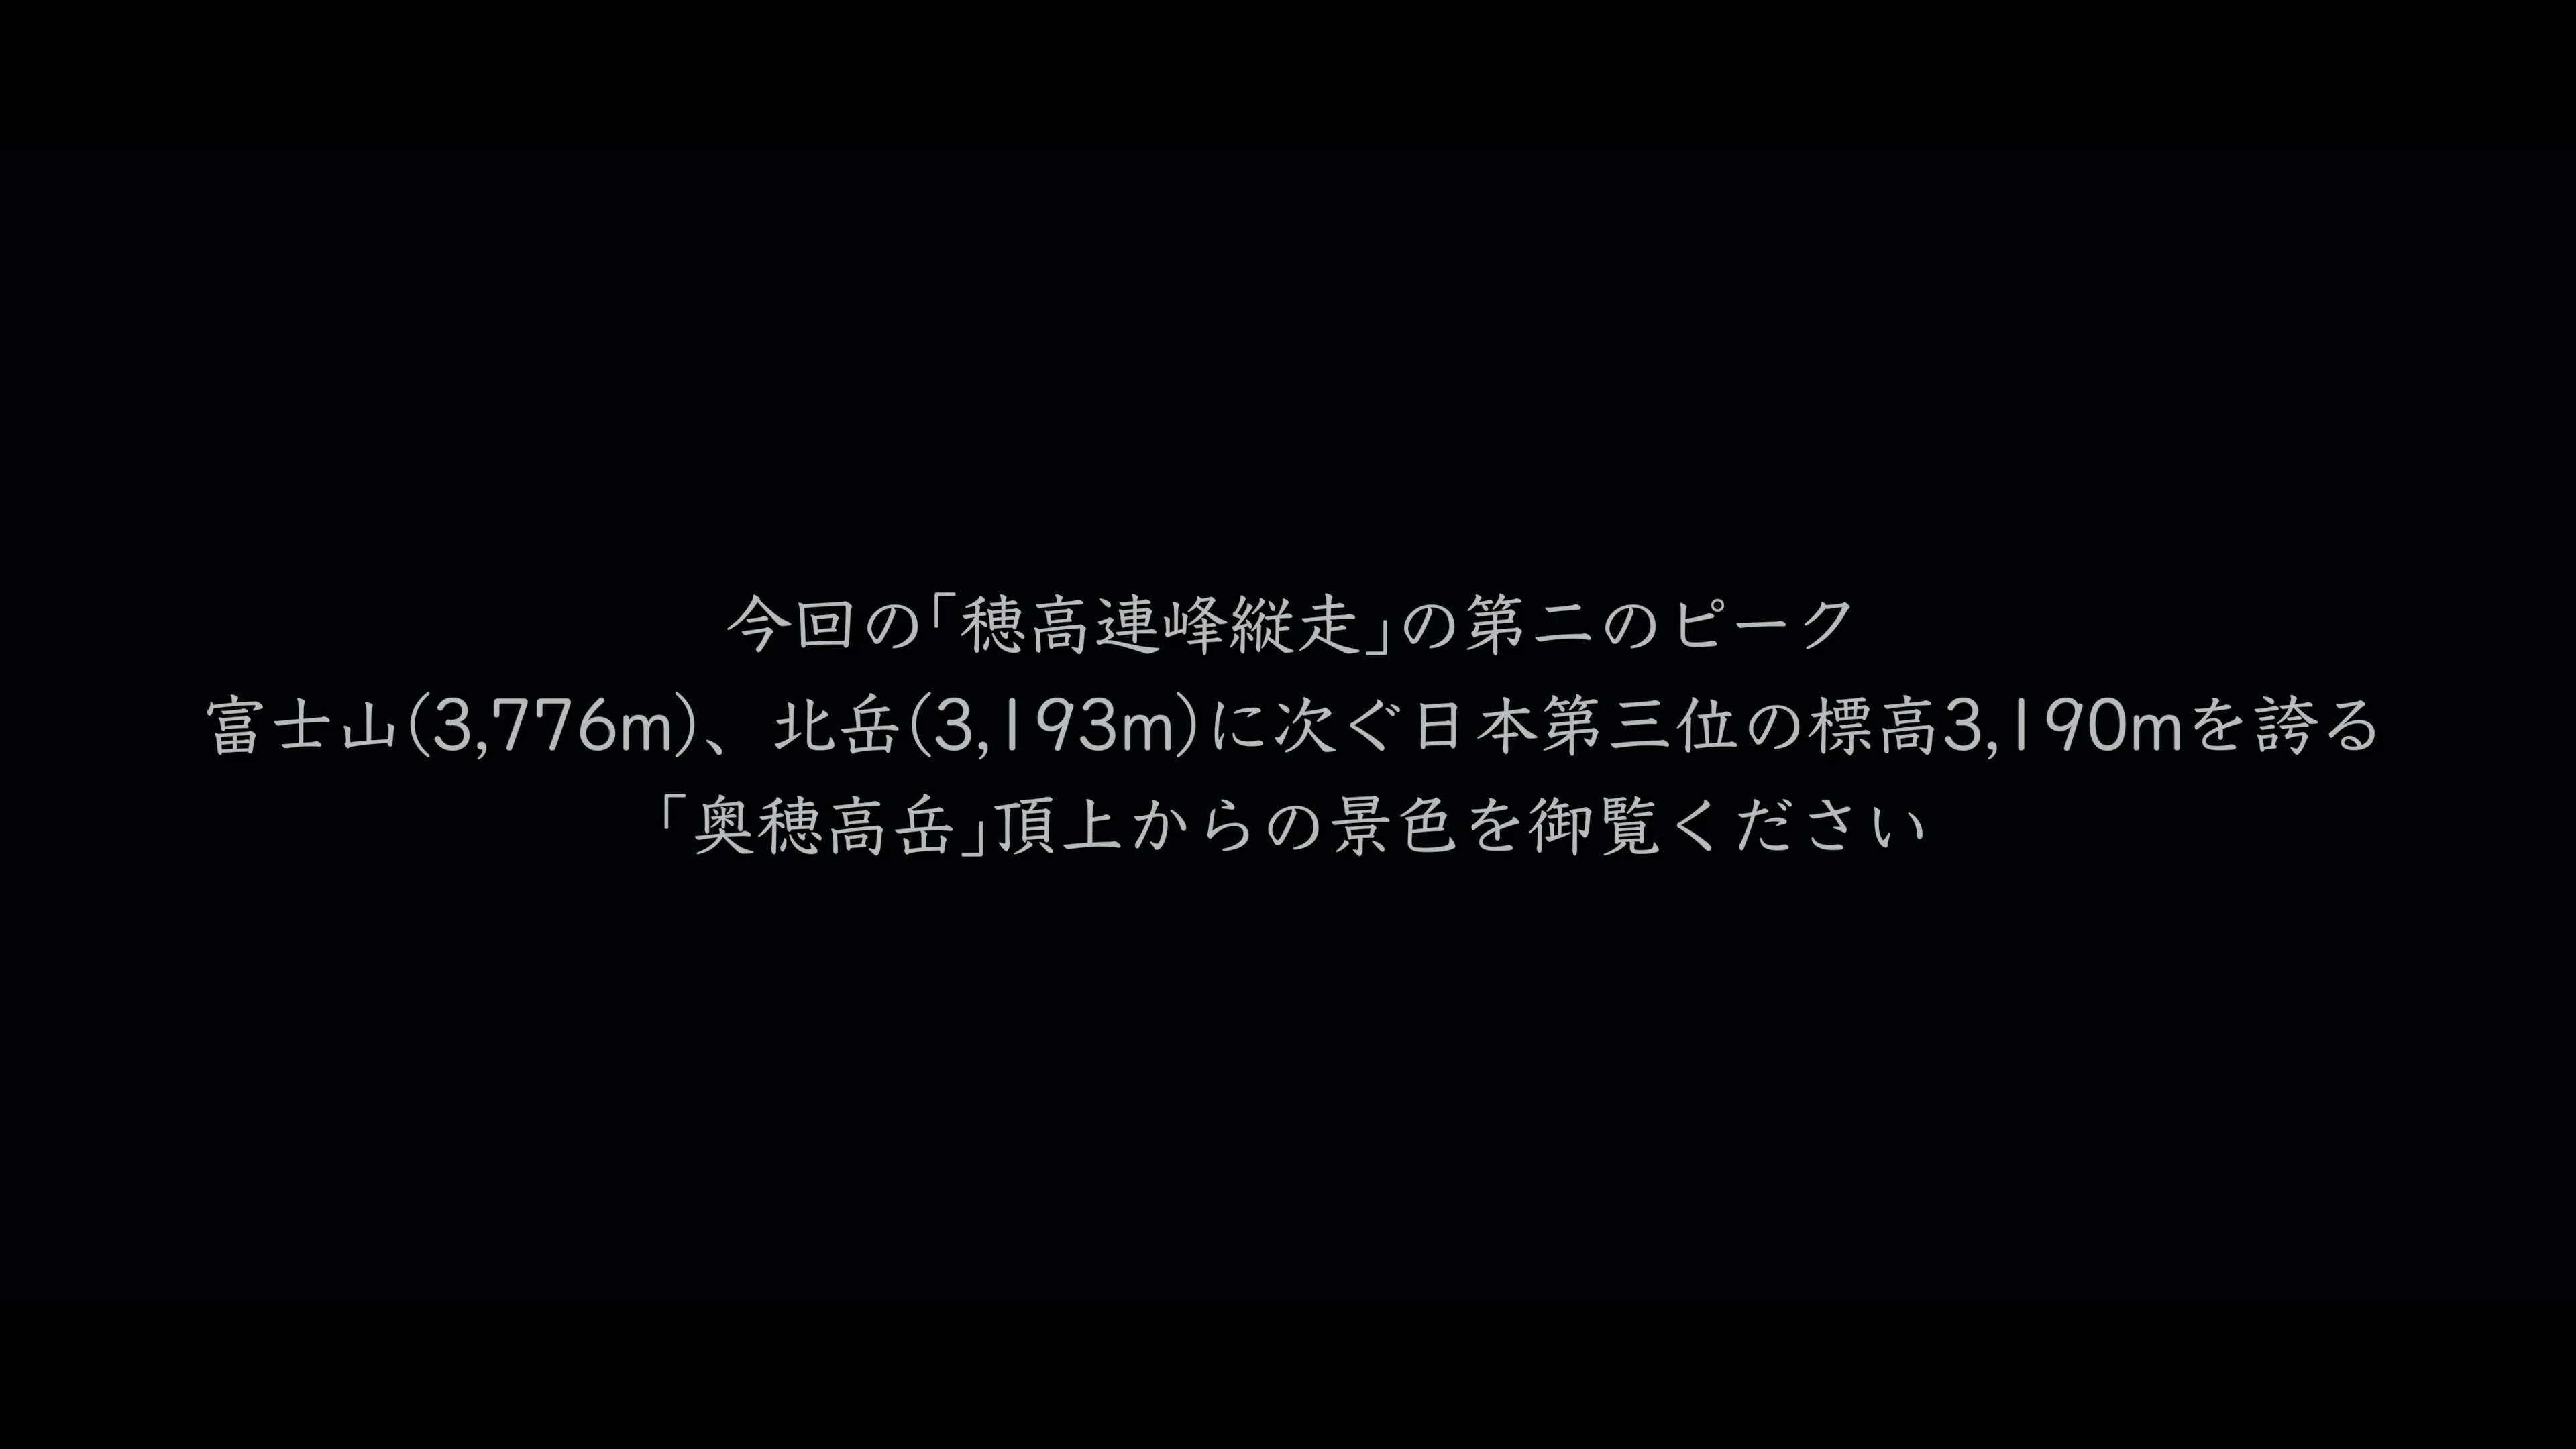 今回の｢穂高連峰縦走｣の第二のピーク
富士山(3,776m)、北岳(3,193m)に次ぐ日本第三位の標高3,190mを誇る
｢奥穂高岳｣頂上からの景色を御覧ください